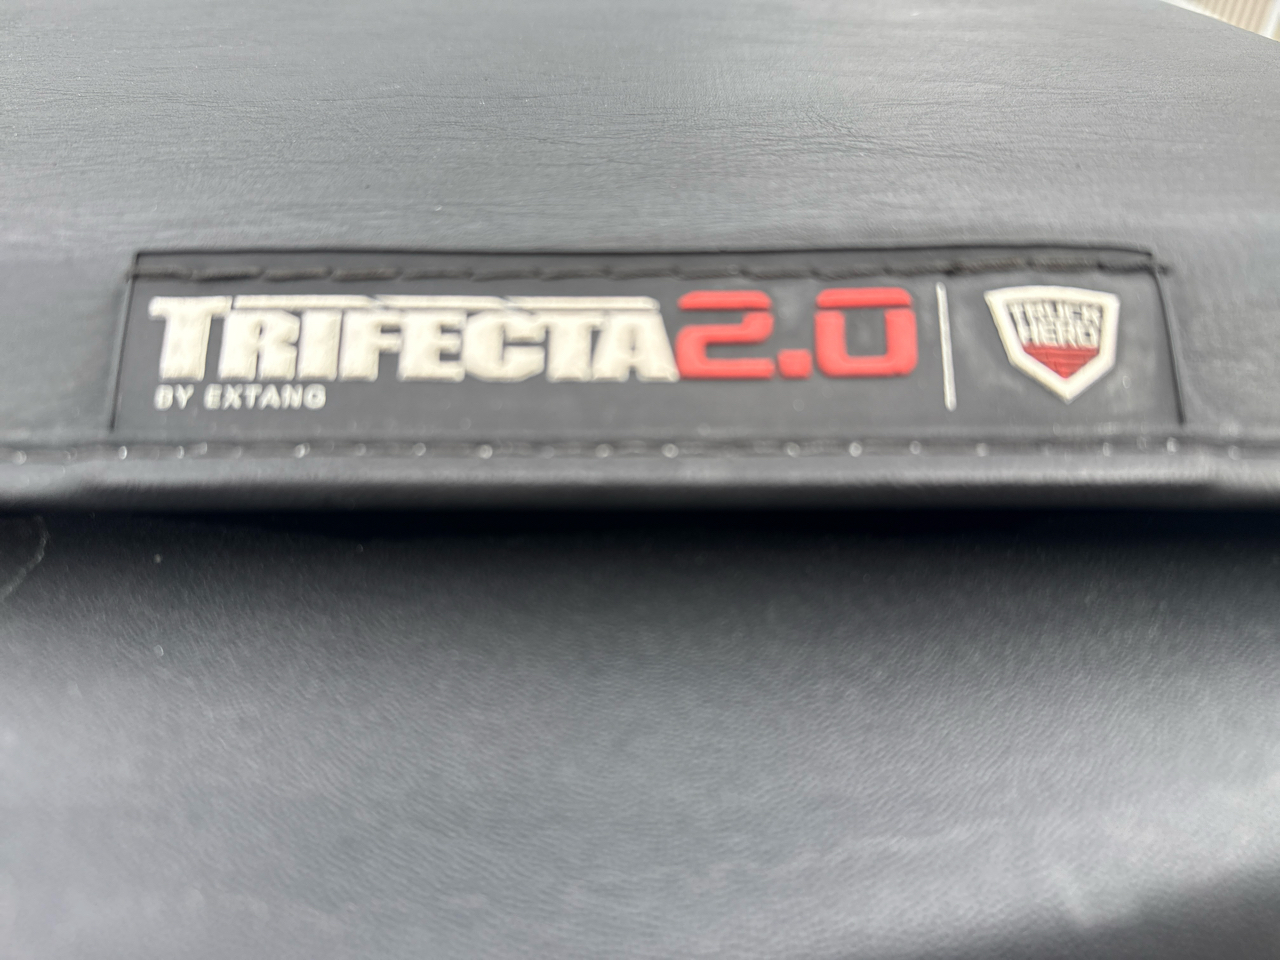 TRIFECTA2.0
BY EXTANG
TRUCK
HERO